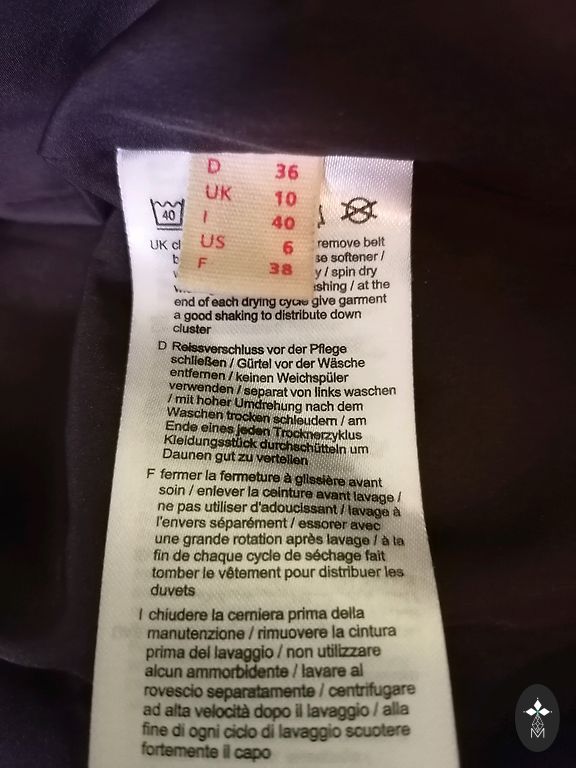 D 36
UK 10
I 40
US 6
F 38
40
UK remove belt
se softener /
y / spin dry
shing / at the
end of each drying cycle give garment
a good shaking to distribute down
cluster
D Reissverschluss vor der Pflege
schließen / Gürtel vor der Wäsche
entfernen / keinen Weichspüler
verwenden / separat von links waschen
/ mit hoher Umdrehung nach dem
Waschen trocken schleudern / am
Ende eines jeden Trocknerzyklus
Kleidungsstück durchschütteln um
Daunen gut zu verteilen
F fermer la fermeture à glissière avant
soin / enlever la ceinture avant lavage /
ne pas utiliser d'adoucissant / lavage à
l'envers séparément / essorer avec
une grande rotation après lavage / à la
fin de chaque cycle de séchage fait
tomber le vêtement pour distribuer les
duvets
I chiudere la cerniera prima della
manutenzione / rimuovere la cintura
prima del lavaggio / non utilizzare
alcun ammorbidente / lavare al
rovescio separatamente / centrifugare
ad alta velocità dopo il lavaggio / alla
fine di ogni ciclo di lavaggio scuotere
fortemente il capo